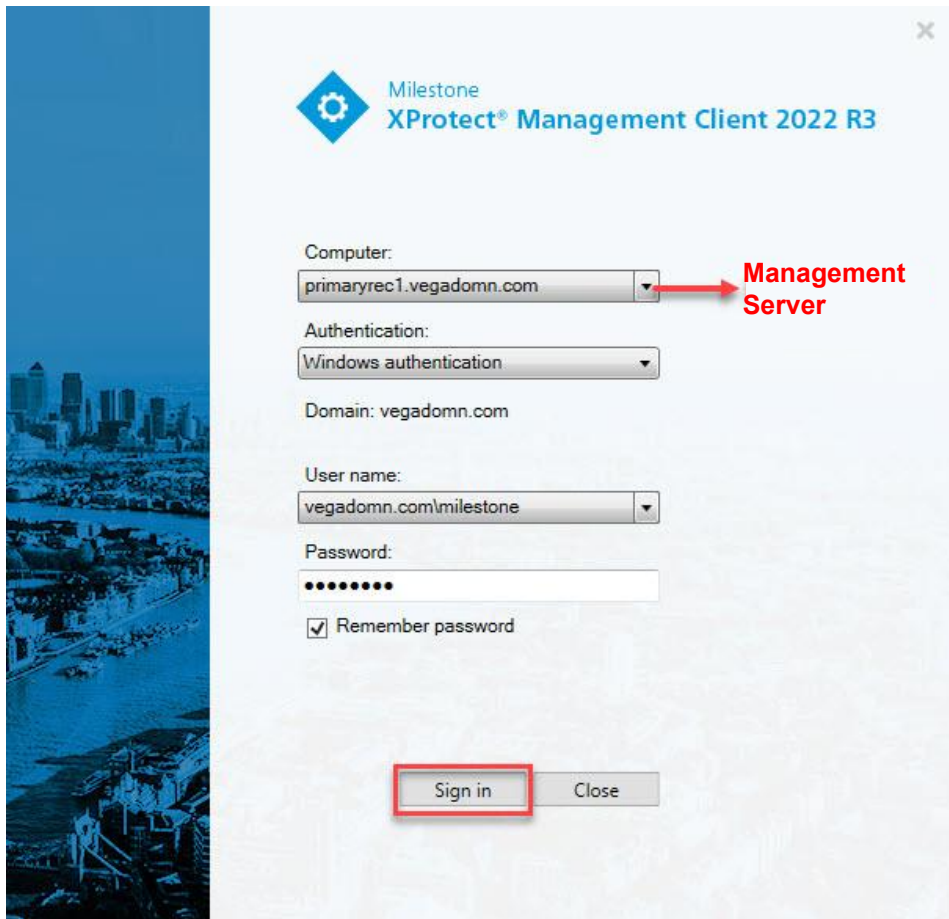 Milestone
XProtect® Management Client 2022 R3
Computer:
primaryrec1.vegadomn.com
Management
Server
Authentication:
Windows authentication
Domain: vegadomn.com
User name:
vegadomn.com\milestone
Password:
••••••••
Remember password
Sign in
Close